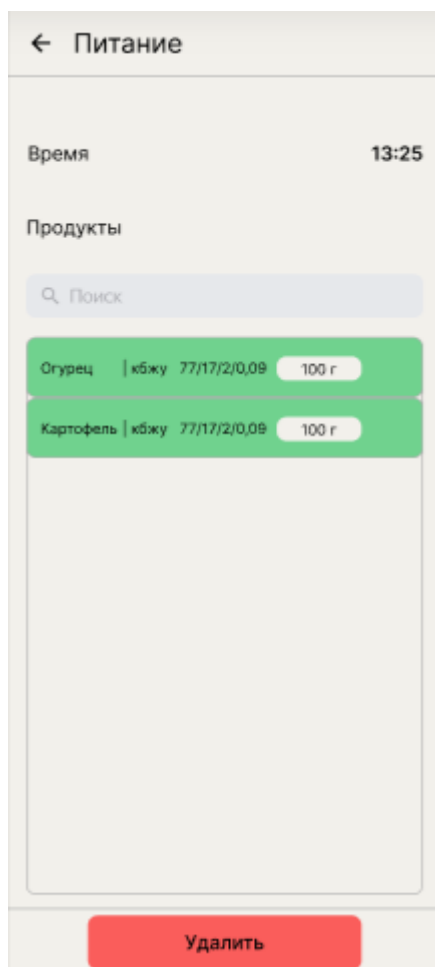 ← Питание
Время 13:25
Продукты
Поиск
Огурец | кбжу 77/17/2/0,09 100 г
Картофель | кбжу 77/17/2/0,09 100 г
Удалить